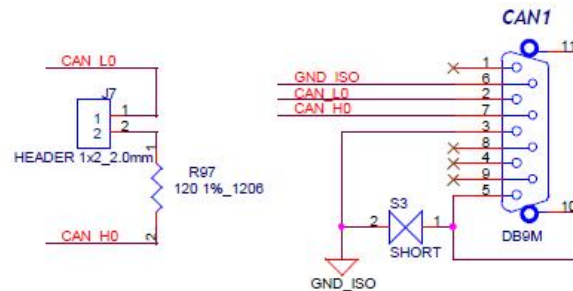 CAN1
CAN_L0
J7
1 1
2 2
HEADER 1x2_2.0mm
1
R97
120 1%_1206
2
CAN_H0
11
1
GND_ISO 6
CAN_L0 2
CAN_H0 7
3
8
4
9
5
10
S3
2 1
SHORT
DB9M
GND_ISO